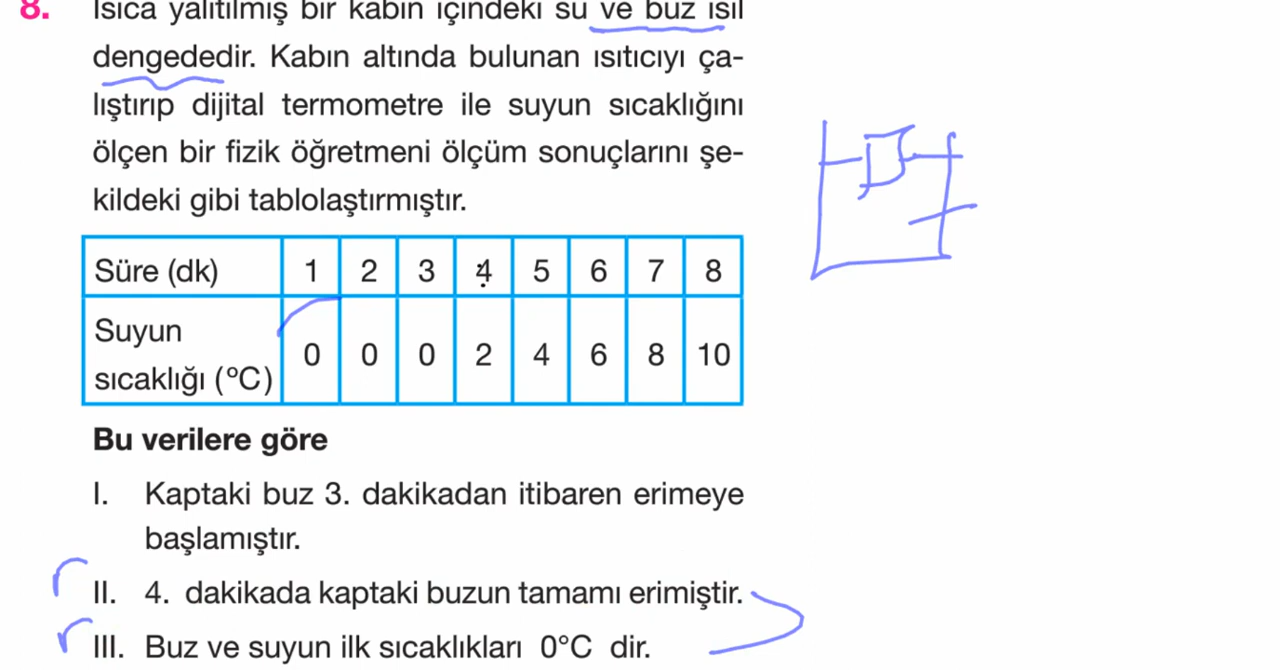 8. Isıca yalıtılmış bir kabın içindeki su ve buz ısıl
dengededir. Kabın altında bulunan ısıtıcıyı ça-
lıştırıp dijital termometre ile suyun sıcaklığını
ölçen bir fizik öğretmeni ölçüm sonuçlarını şe-
kildeki gibi tablolaştırmıştır.
Süre (dk) 1 2 3 4 5 6 7 8
Suyun
sıcaklığı (°C) 0 0 0 2 4 6 8 10
Bu verilere göre
I. Kaptaki buz 3. dakikadan itibaren erimeye
başlamıştır.
II. 4. dakikada kaptaki buzun tamamı erimiştir.
III. Buz ve suyun ilk sıcaklıkları 0°C dir.